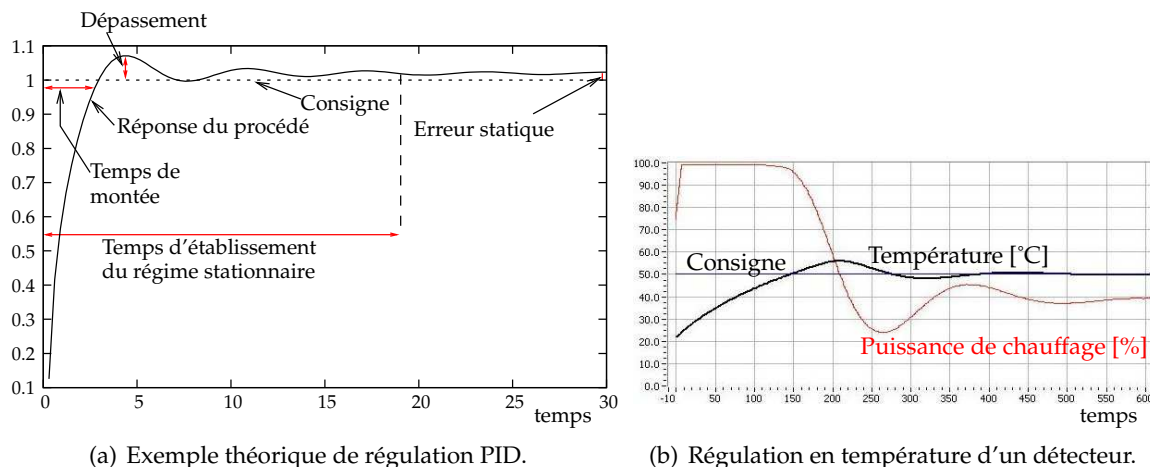 Dépassement
1.1
1
0.9
0.8
0.7
0.6
0.5
0.4
0.3
0.2
0.1
Consigne
Réponse du procédé
Erreur statique
Temps de
montée
Temps d'établissement
du régime stationnaire
0 5 10 15 20 25 30
temps
(a) Exemple théorique de régulation PID.
100.0
90.0
80.0
70.0
60.0
50.0
40.0
30.0
20.0
10.0
0.0
Consigne
Température [°C]
Puissance de chauffage [%]
-10 50 100 150 200 250 300 350 400 450 500 550 600
temps
(b) Régulation en température d'un détecteur.